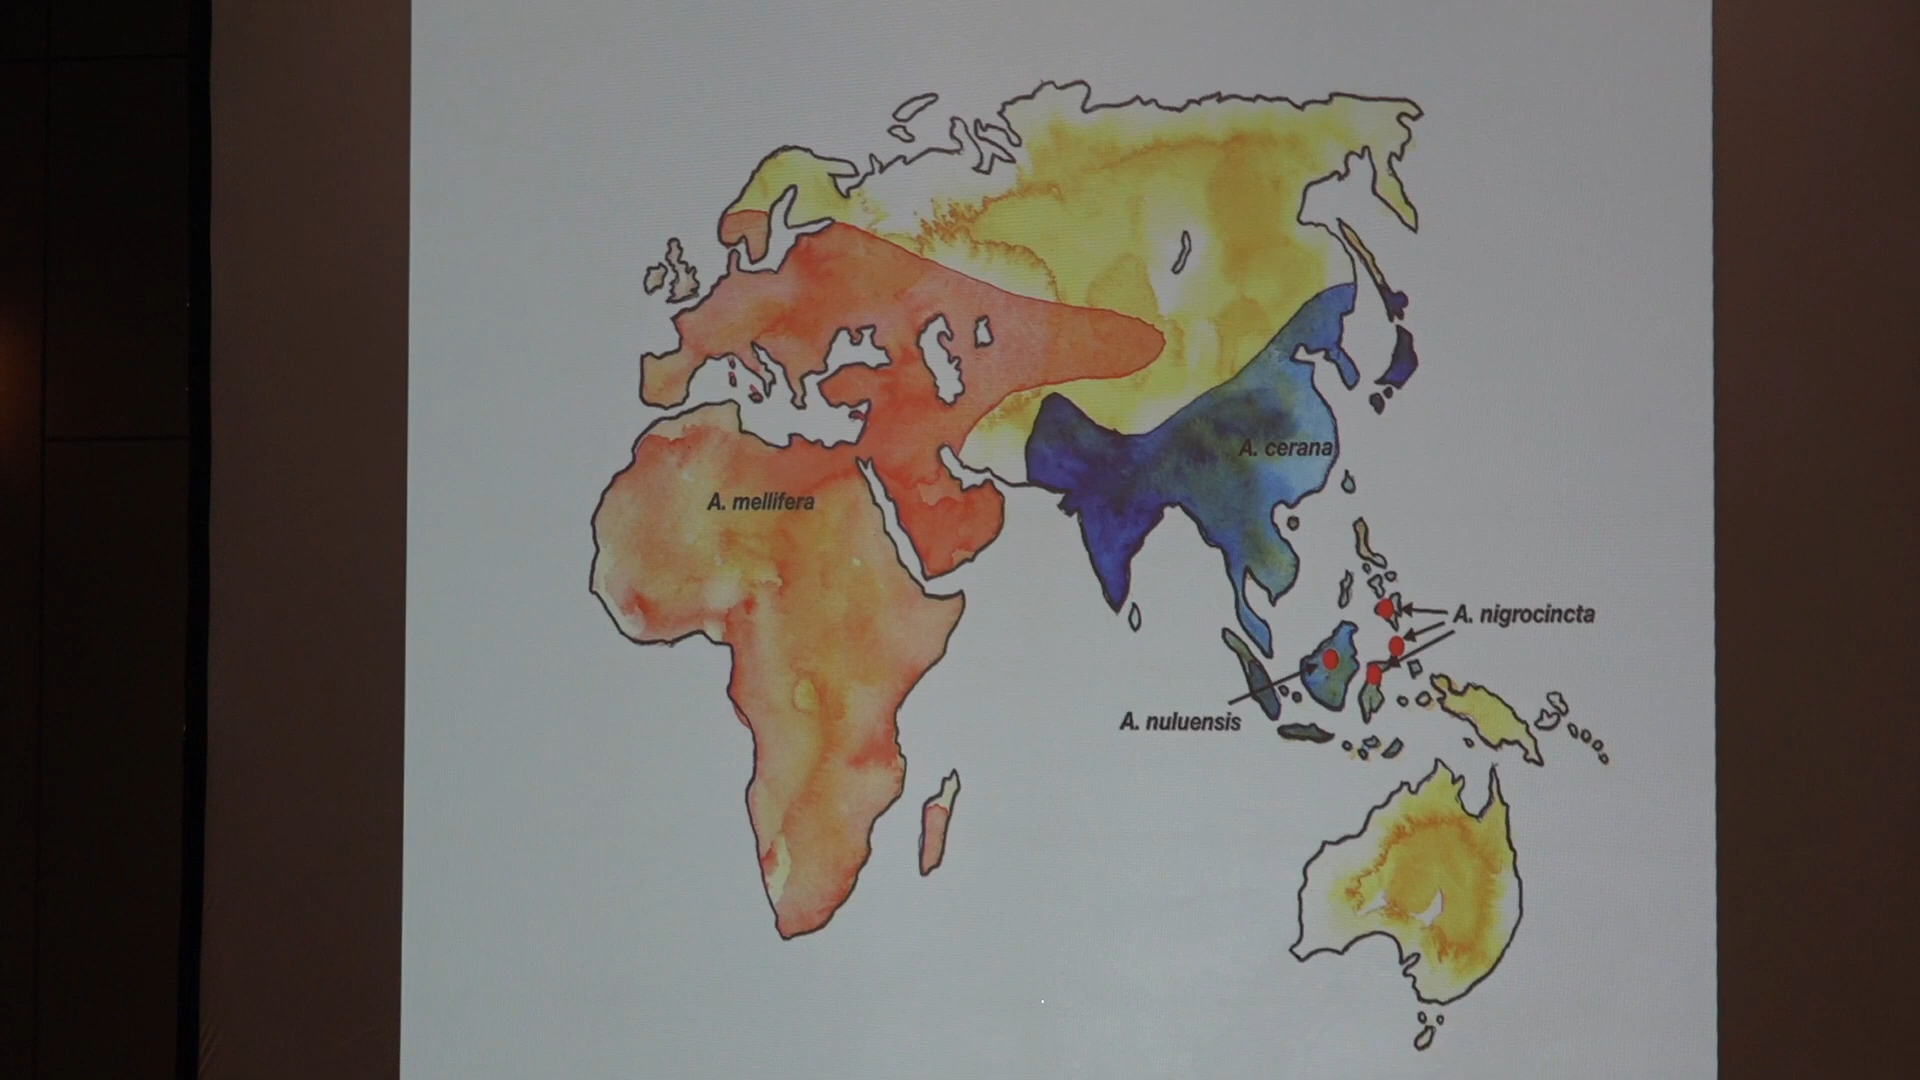 A. cerana
A. mellifera
A. nigrocincta
A. nuluensis